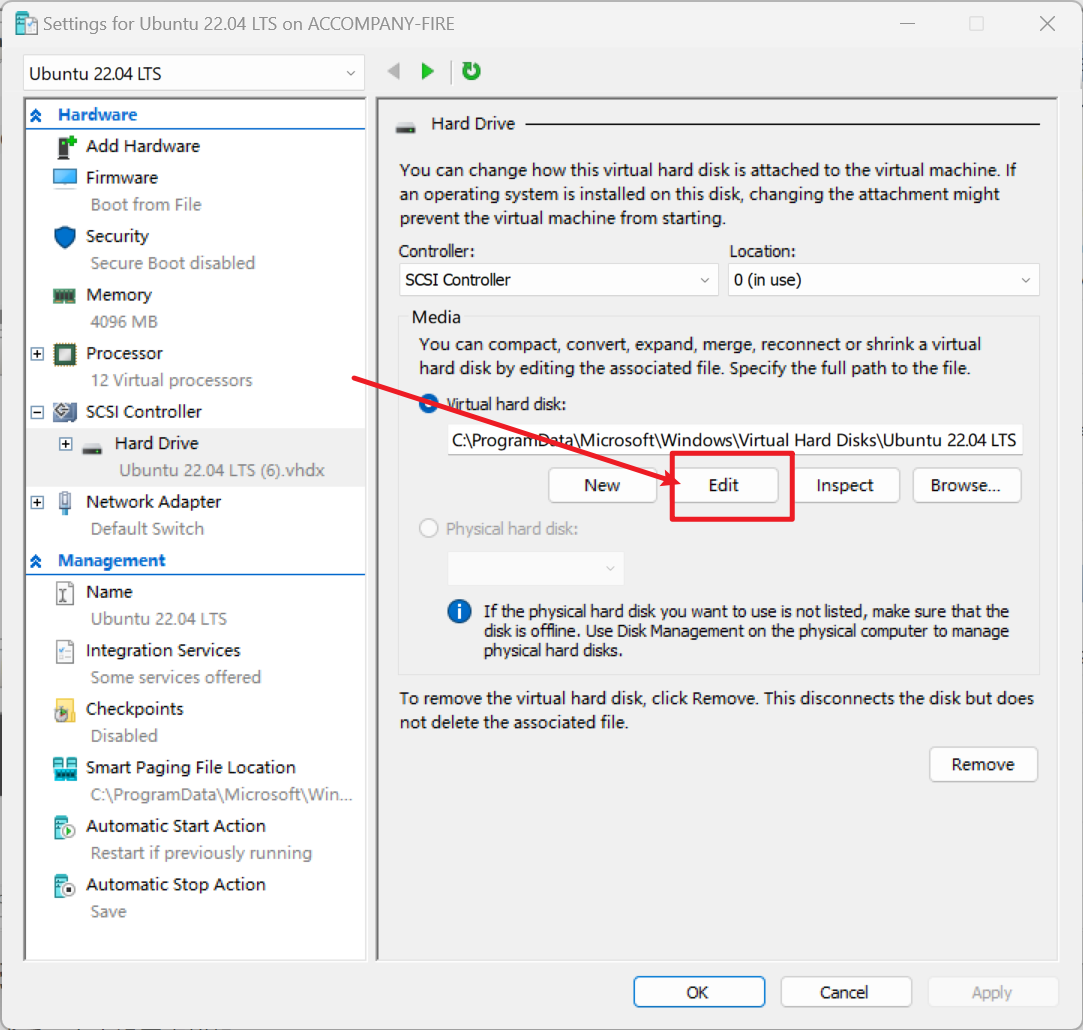 Settings for Ubuntu 22.04 LTS on ACCOMPANY-FIRE
Ubuntu 22.04 LTS
Hardware
Add Hardware
Firmware
Boot from File
Security
Secure Boot disabled
Memory
4096 MB
Processor
12 Virtual processors
SCSI Controller
Hard Drive
Ubuntu 22.04 LTS (6).vhdx
Network Adapter
Default Switch
Management
Name
Ubuntu 22.04 LTS
Integration Services
Some services offered
Checkpoints
Disabled
Smart Paging File Location
C:\ProgramData\Microsoft\Win...
Automatic Start Action
Restart if previously running
Automatic Stop Action
Save
Hard Drive
You can change how this virtual hard disk is attached to the virtual machine. If
an operating system is installed on this disk, changing the attachment might
prevent the virtual machine from starting.
Controller: Location:
SCSI Controller 0 (in use)
Media
You can compact, convert, expand, merge, reconnect or shrink a virtual
hard disk by editing the associated file. Specify the full path to the file.
Virtual hard disk:
C:\ProgramData\Microsoft\Windows\Virtual Hard Disks\Ubuntu 22.04 LTS
New Edit Inspect Browse...
Physical hard disk:
If the physical hard disk you want to use is not listed, make sure that the
disk is offline. Use Disk Management on the physical computer to manage
physical hard disks.
To remove the virtual hard disk, click Remove. This disconnects the disk but does
not delete the associated file.
Remove
OK Cancel Apply